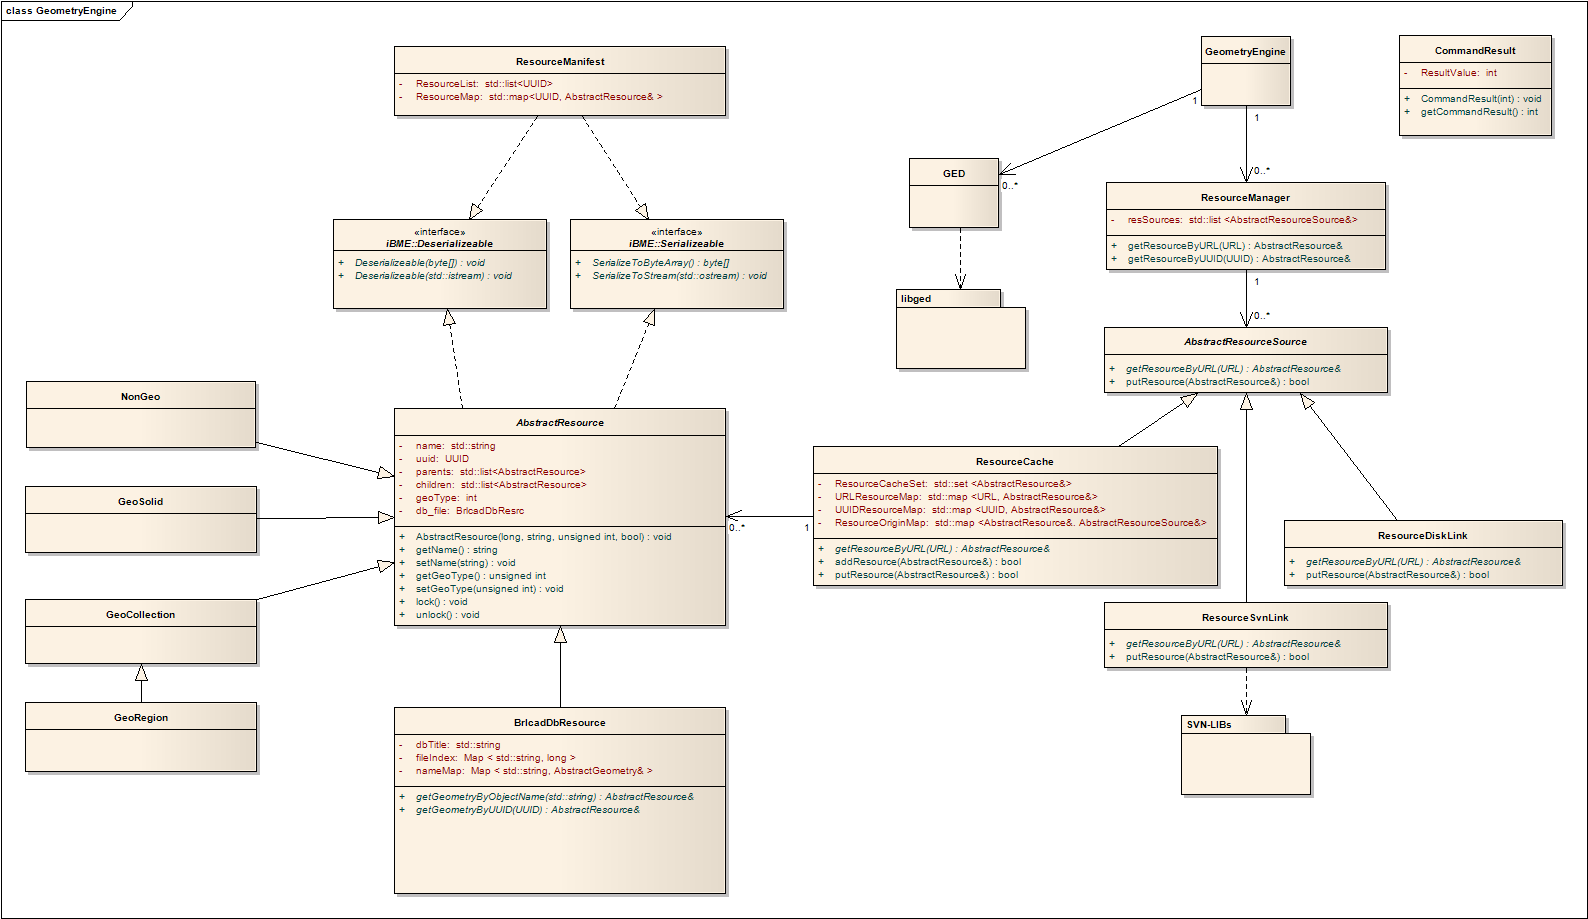 class GeometryEngine
ResourceManifest
- ResourceList: std::list<UUID>
- ResourceMap: std::map<UUID, AbstractResource& >
GeometryEngine
1
1
CommandResult
- ResultValue: int
+ CommandResult(int) : void
+ getCommandResult() : int
GED
0..*
0..*
ResourceManager
- resSources: std::list <AbstractResourceSource&>
+ getResourceByURL(URL) : AbstractResource&
+ getResourceByUUID(UUID) : AbstractResource&
1
0..*
«interface»
iBME::Deserializeable
+ Deserializeable(byte[]) : void
+ Deserializeable(std::istream) : void
«interface»
iBME::Serializeable
+ SerializeToByteArray() : byte[]
+ SerializeToStream(std::ostream) : void
libged
AbstractResourceSource
+ getResourceByURL(URL) : AbstractResource&
+ putResource(AbstractResource&) : bool
NonGeo
GeoSolid
GeoCollection
GeoRegion
AbstractResource
- name: std::string
- uuid: UUID
- parents: std::list<AbstractResource>
- children: std::list<AbstractResource>
- geoType: int
- db_file: BrlcadDbResrc
+ AbstractResource(long, string, unsigned int, bool) : void
+ getName() : string
+ setName(string) : void
+ getGeoType() : unsigned int
+ setGeoType(unsigned int) : void
+ lock() : void
+ unlock() : void
0..*
1
ResourceCache
- ResourceCacheSet: std::set <AbstractResource&>
- URLResourceMap: std::map <URL, AbstractResource&>
- UUIDResourceMap: std::map <UUID, AbstractResource&>
- ResourceOriginMap: std::map <AbstractResource&. AbstractResourceSource&>
+ getResourceByURL(URL) : AbstractResource&
+ addResource(AbstractResource&) : bool
+ putResource(AbstractResource&) : bool
ResourceDiskLink
+ getResourceByURL(URL) : AbstractResource&
+ putResource(AbstractResource&) : bool
ResourceSvnLink
+ getResourceByURL(URL) : AbstractResource&
+ putResource(AbstractResource&) : bool
SVN-LIBs
BrlcadDbResource
- dbTitle: std::string
- fileIndex: Map < std::string, long >
- nameMap: Map < std::string, AbstractGeometry& >
+ getGeometryByObjectName(std::string) : AbstractResource&
+ getGeometryByUUID(UUID) : AbstractResource&